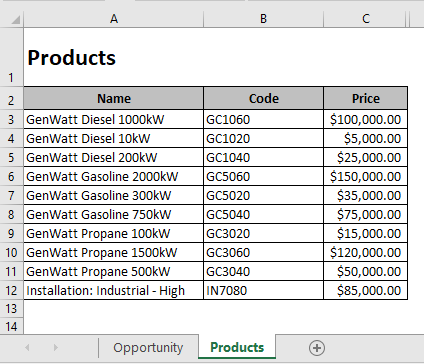 A B C
1 Products
2 Name Code Price
3 GenWatt Diesel 1000kW GC1060 $100,000.00
4 GenWatt Diesel 10kW GC1020 $5,000.00
5 GenWatt Diesel 200kW GC1040 $25,000.00
6 GenWatt Gasoline 2000kW GC5060 $150,000.00
7 GenWatt Gasoline 300kW GC5020 $35,000.00
8 GenWatt Gasoline 750kW GC5040 $75,000.00
9 GenWatt Propane 100kW GC3020 $15,000.00
10 GenWatt Propane 1500kW GC3060 $120,000.00
11 GenWatt Propane 500kW GC3040 $50,000.00
12 Installation: Industrial - High IN7080 $85,000.00
13
14
Opportunity Products